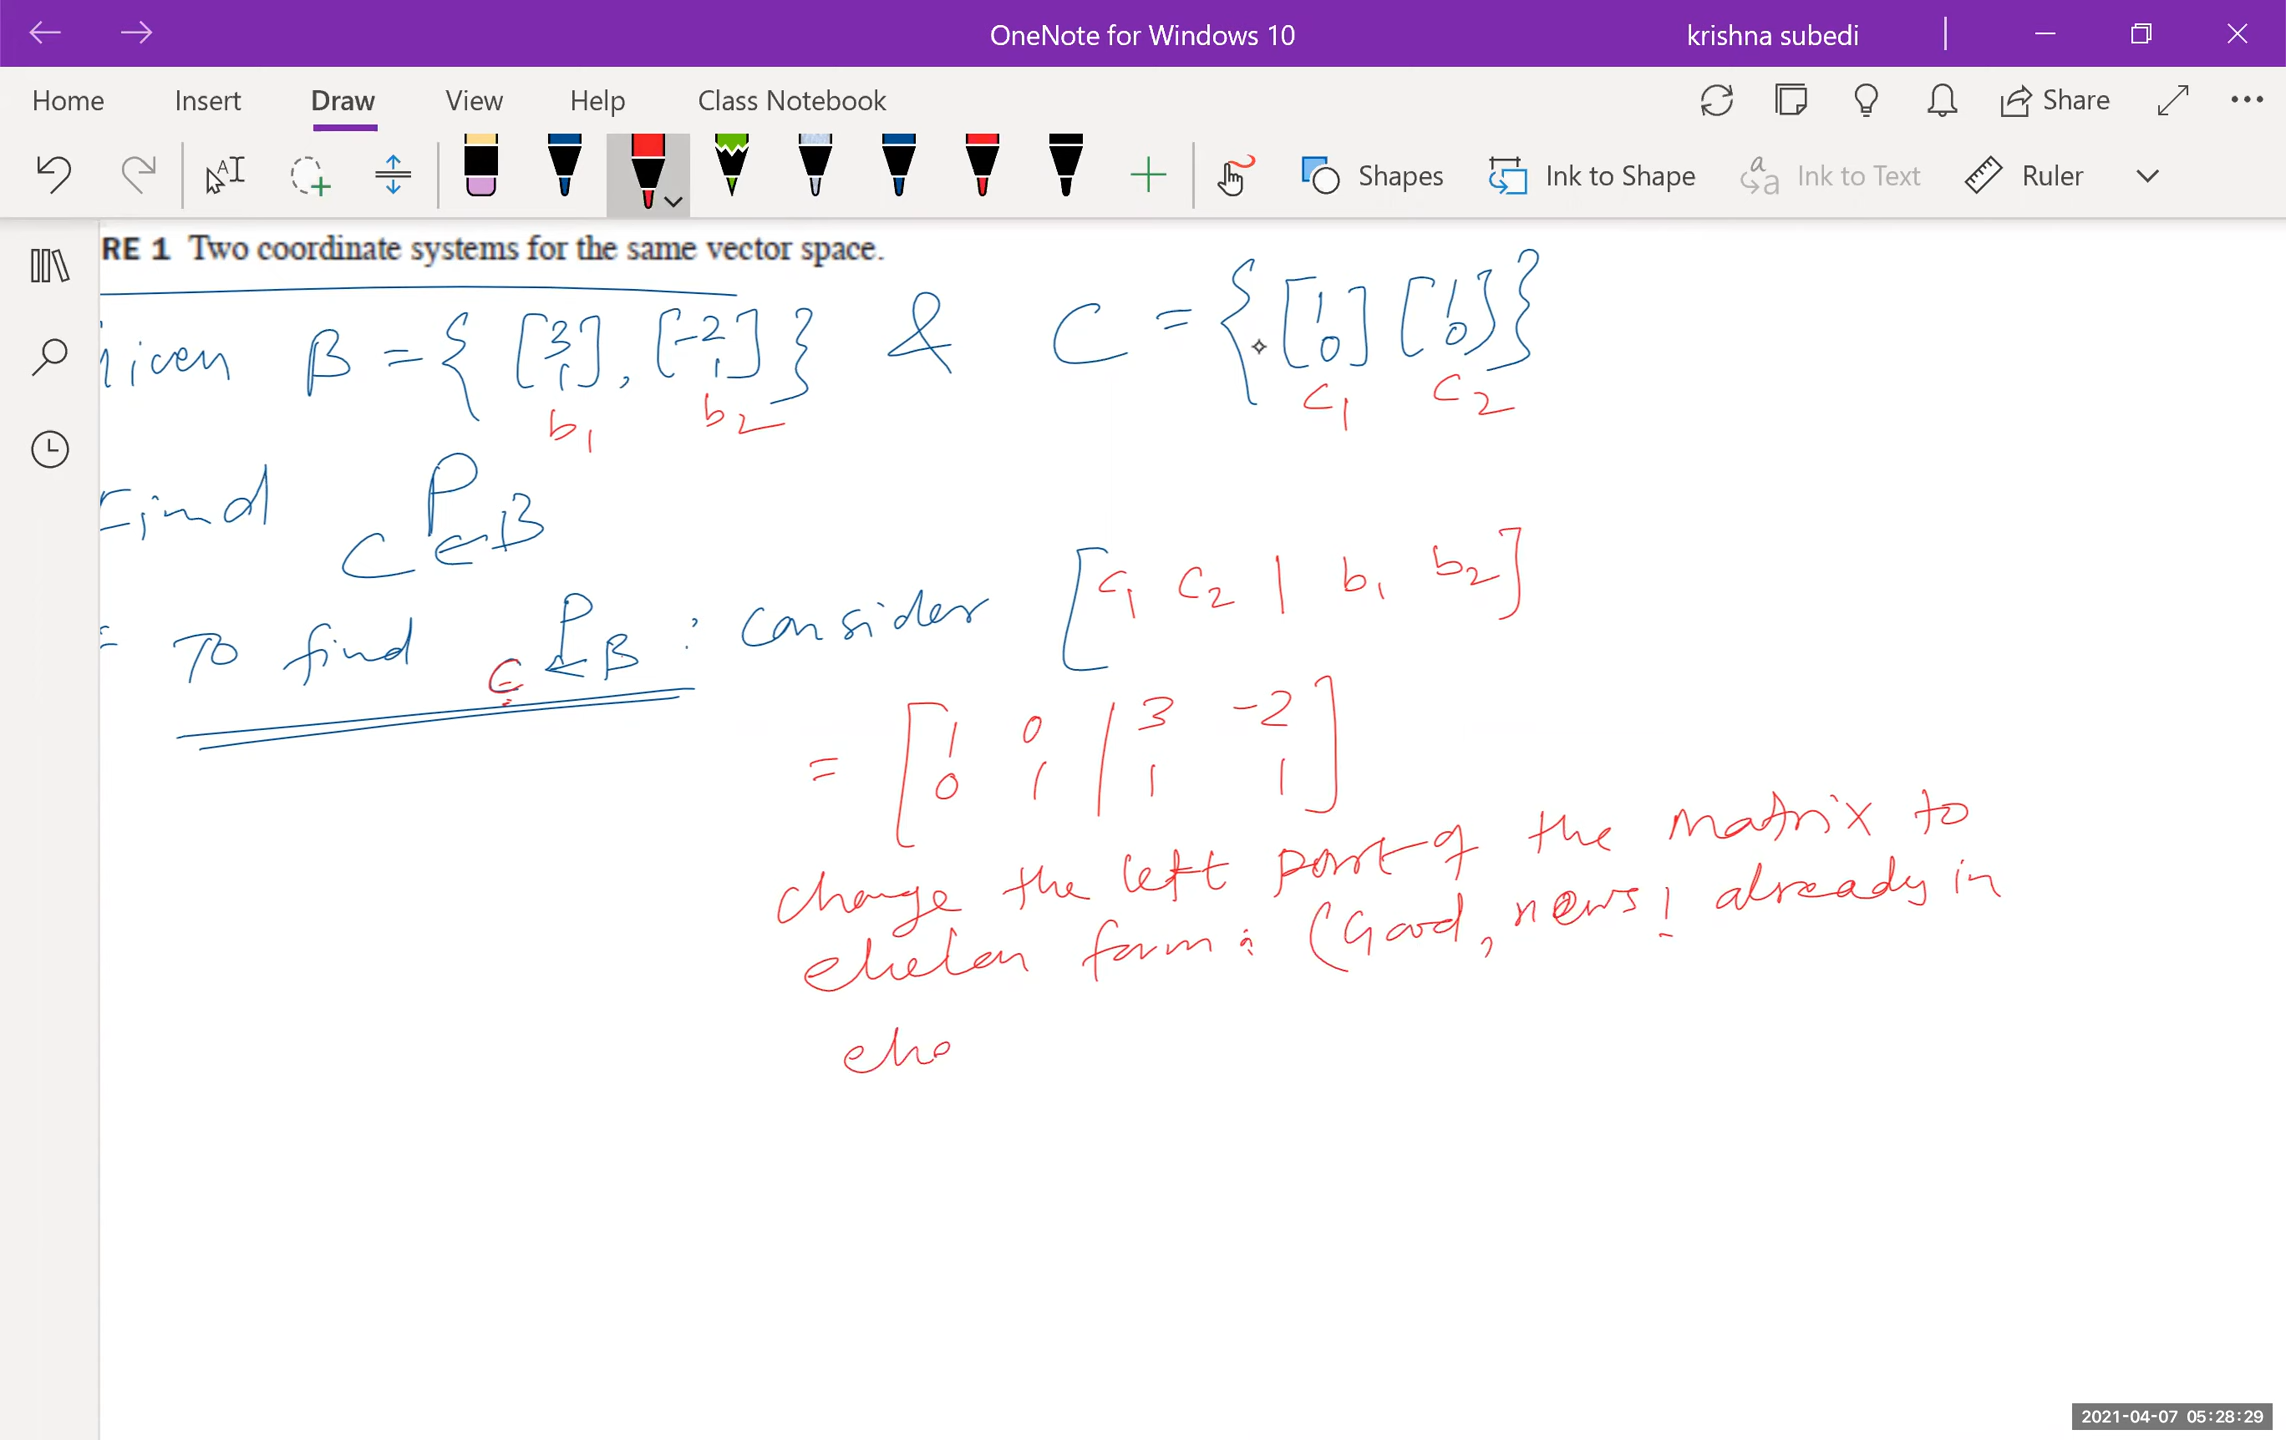 OneNote for Windows 10
krishna subedi
Home Insert Draw View Help Class Notebook
Share
Shapes Ink to Shape Ink to Text Ruler
RE 1 Two coordinate systems for the same vector space.
iven β = { [3 1], [-2 1] } & C = { [1 0] [1 0] }
b1 b2 c1 c2
Find P C←B
To find P C←B : consider [c1 c2 | b1 b2]
= [1 0 | 3 -2
0 1 | 1 1]
change the left part of the matrix to
echelon form : (Good, news! already in
eche
2021-04-07 05:28:29